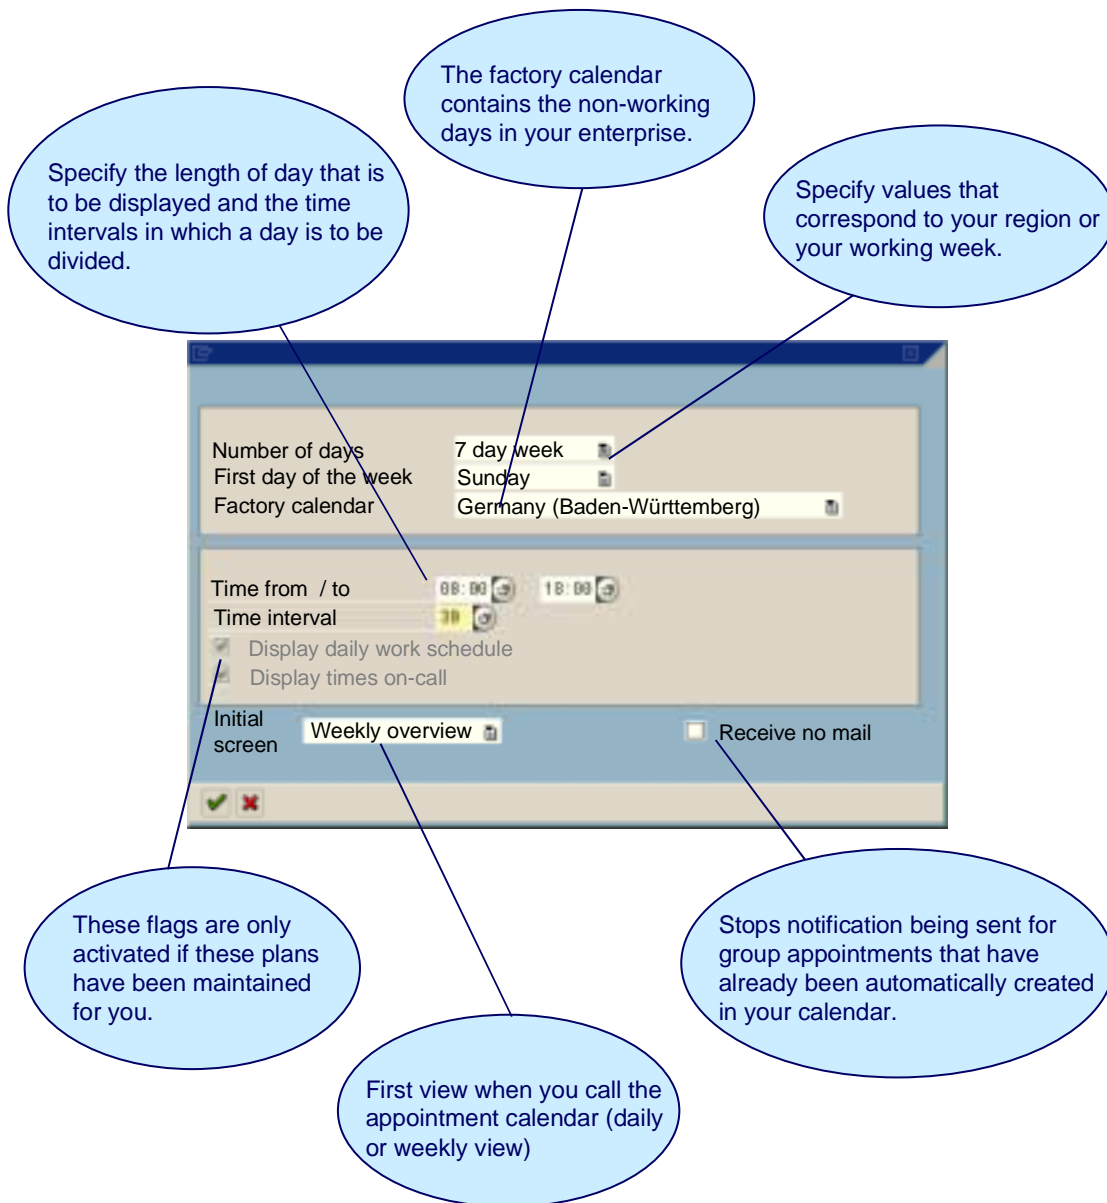 The factory calendar
contains the non-working
days in your enterprise.
Specify the length of day that is
to be displayed and the time
intervals in which a day is to be
divided.
Specify values that
correspond to your region or
your working week.
Number of days 7 day week
First day of the week Sunday
Factory calendar Germany (Baden-Württemberg)
Time from / to 08:00 18:00
Time interval 30
Display daily work schedule
Display times on-call
Initial
screen
Weekly overview
Receive no mail
These flags are only
activated if these plans
have been maintained
for you.
Stops notification being sent for
group appointments that have
already been automatically created
in your calendar.
First view when you call the
appointment calendar (daily
or weekly view)